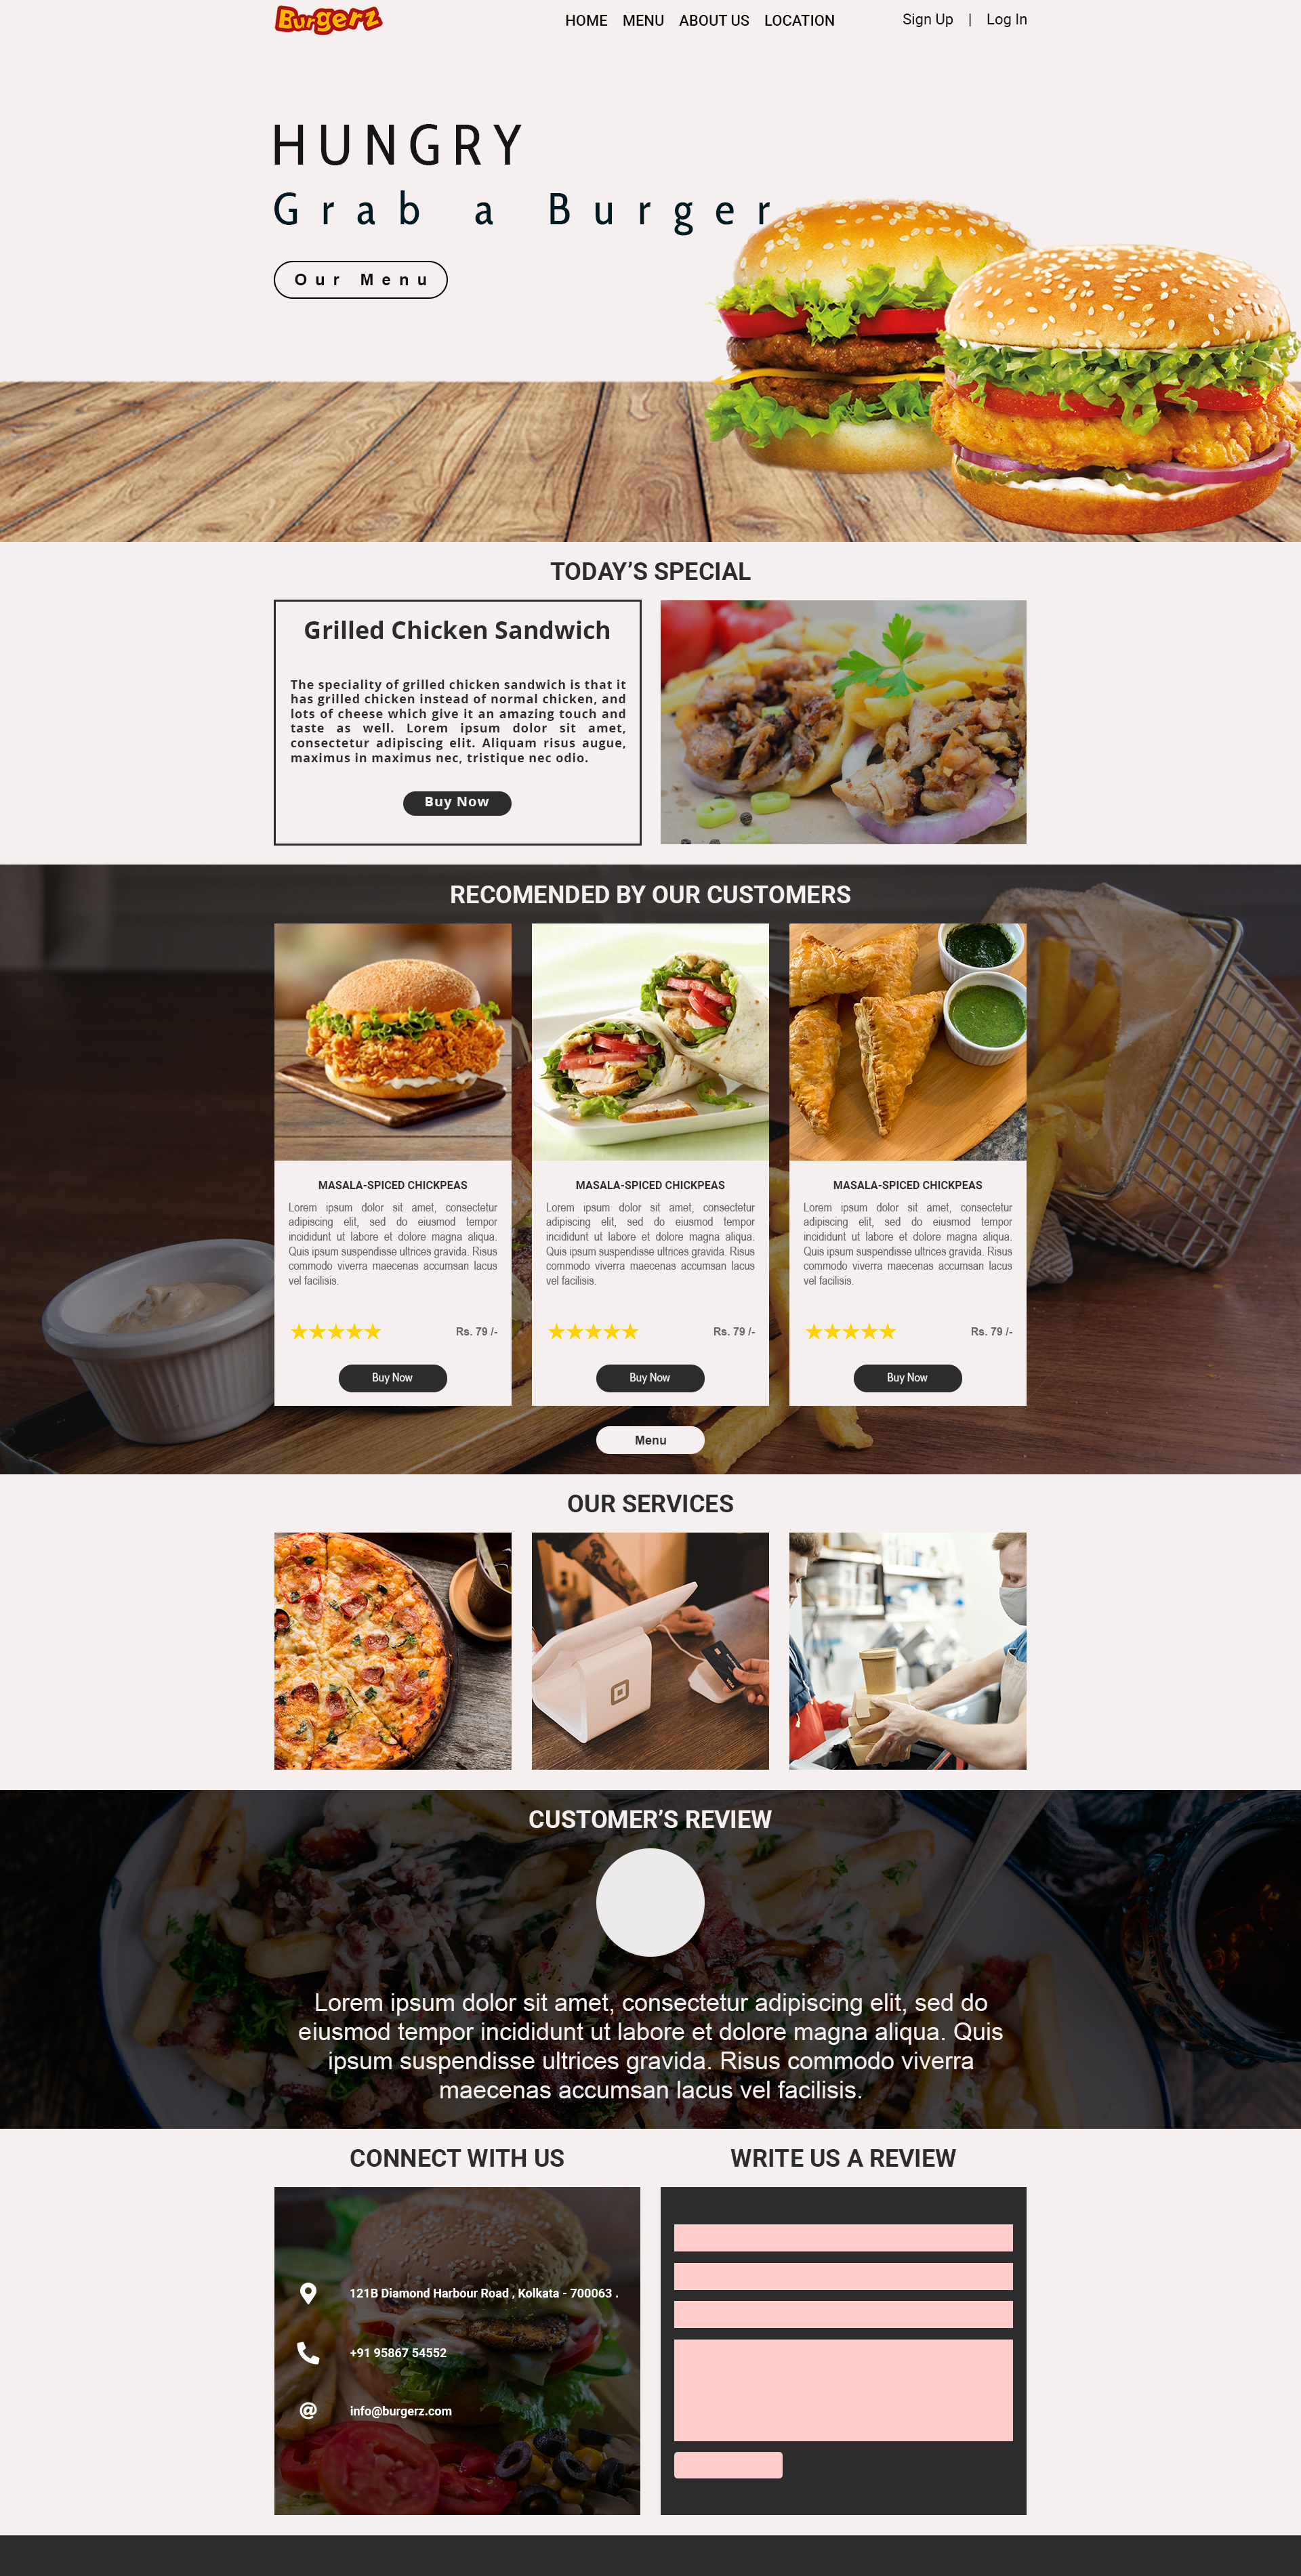 Burgerz
HOME MENU ABOUT US LOCATION
Sign Up | Log In
HUNGRY
Grab a Burger
Our Menu
TODAY’S SPECIAL
Grilled Chicken Sandwich
The speciality of grilled chicken sandwich is that it
has grilled chicken instead of normal chicken, and
lots of cheese which give it an amazing touch and
taste as well. Lorem ipsum dolor sit amet,
consectetur adipiscing elit. Aliquam risus augue,
maximus in maximus nec, tristique nec odio.
Buy Now
RECOMENDED BY OUR CUSTOMERS
MASALA-SPICED CHICKPEAS
Lorem ipsum dolor sit amet, consectetur
adipiscing elit, sed do eiusmod tempor
incididunt ut labore et dolore magna aliqua.
Quis ipsum suspendisse ultrices gravida. Risus
commodo viverra maecenas accumsan lacus
vel facilisis.
Rs. 79 /-
Buy Now
MASALA-SPICED CHICKPEAS
Lorem ipsum dolor sit amet, consectetur
adipiscing elit, sed do eiusmod tempor
incididunt ut labore et dolore magna aliqua.
Quis ipsum suspendisse ultrices gravida. Risus
commodo viverra maecenas accumsan lacus
vel facilisis.
Rs. 79 /-
Buy Now
MASALA-SPICED CHICKPEAS
Lorem ipsum dolor sit amet, consectetur
adipiscing elit, sed do eiusmod tempor
incididunt ut labore et dolore magna aliqua.
Quis ipsum suspendisse ultrices gravida. Risus
commodo viverra maecenas accumsan lacus
vel facilisis.
Rs. 79 /-
Buy Now
Menu
OUR SERVICES
CUSTOMER’S REVIEW
Lorem ipsum dolor sit amet, consectetur adipiscing elit, sed do
eiusmod tempor incididunt ut labore et dolore magna aliqua. Quis
ipsum suspendisse ultrices gravida. Risus commodo viverra
maecenas accumsan lacus vel facilisis.
CONNECT WITH US
121B Diamond Harbour Road , Kolkata - 700063 .
+91 95867 54552
@ info@burgerz.com
WRITE US A REVIEW